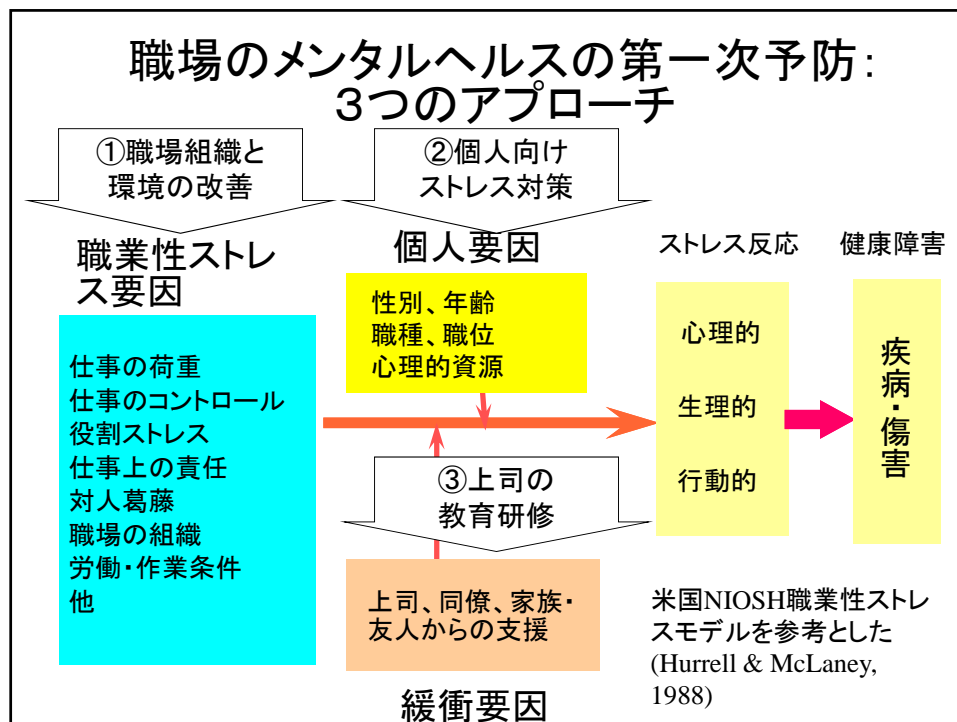 職場のメンタルヘルスの第一次予防：
３つのアプローチ
①職場組織と
環境の改善
②個人向け
ストレス対策
職業性ストレ
ス要因
仕事の荷重
仕事のコントロール
役割ストレス
仕事上の責任
対人葛藤
職場の組織
労働・作業条件
他
個人要因
性別、年齢
職種、職位
心理的資源
③上司の
教育研修
上司、同僚、家族・
友人からの支援
緩衝要因
ストレス反応
心理的
生理的
行動的
健康障害
疾病・傷害
米国NIOSH職業性ストレ
スモデルを参考とした
(Hurrell & McLaney,
1988)